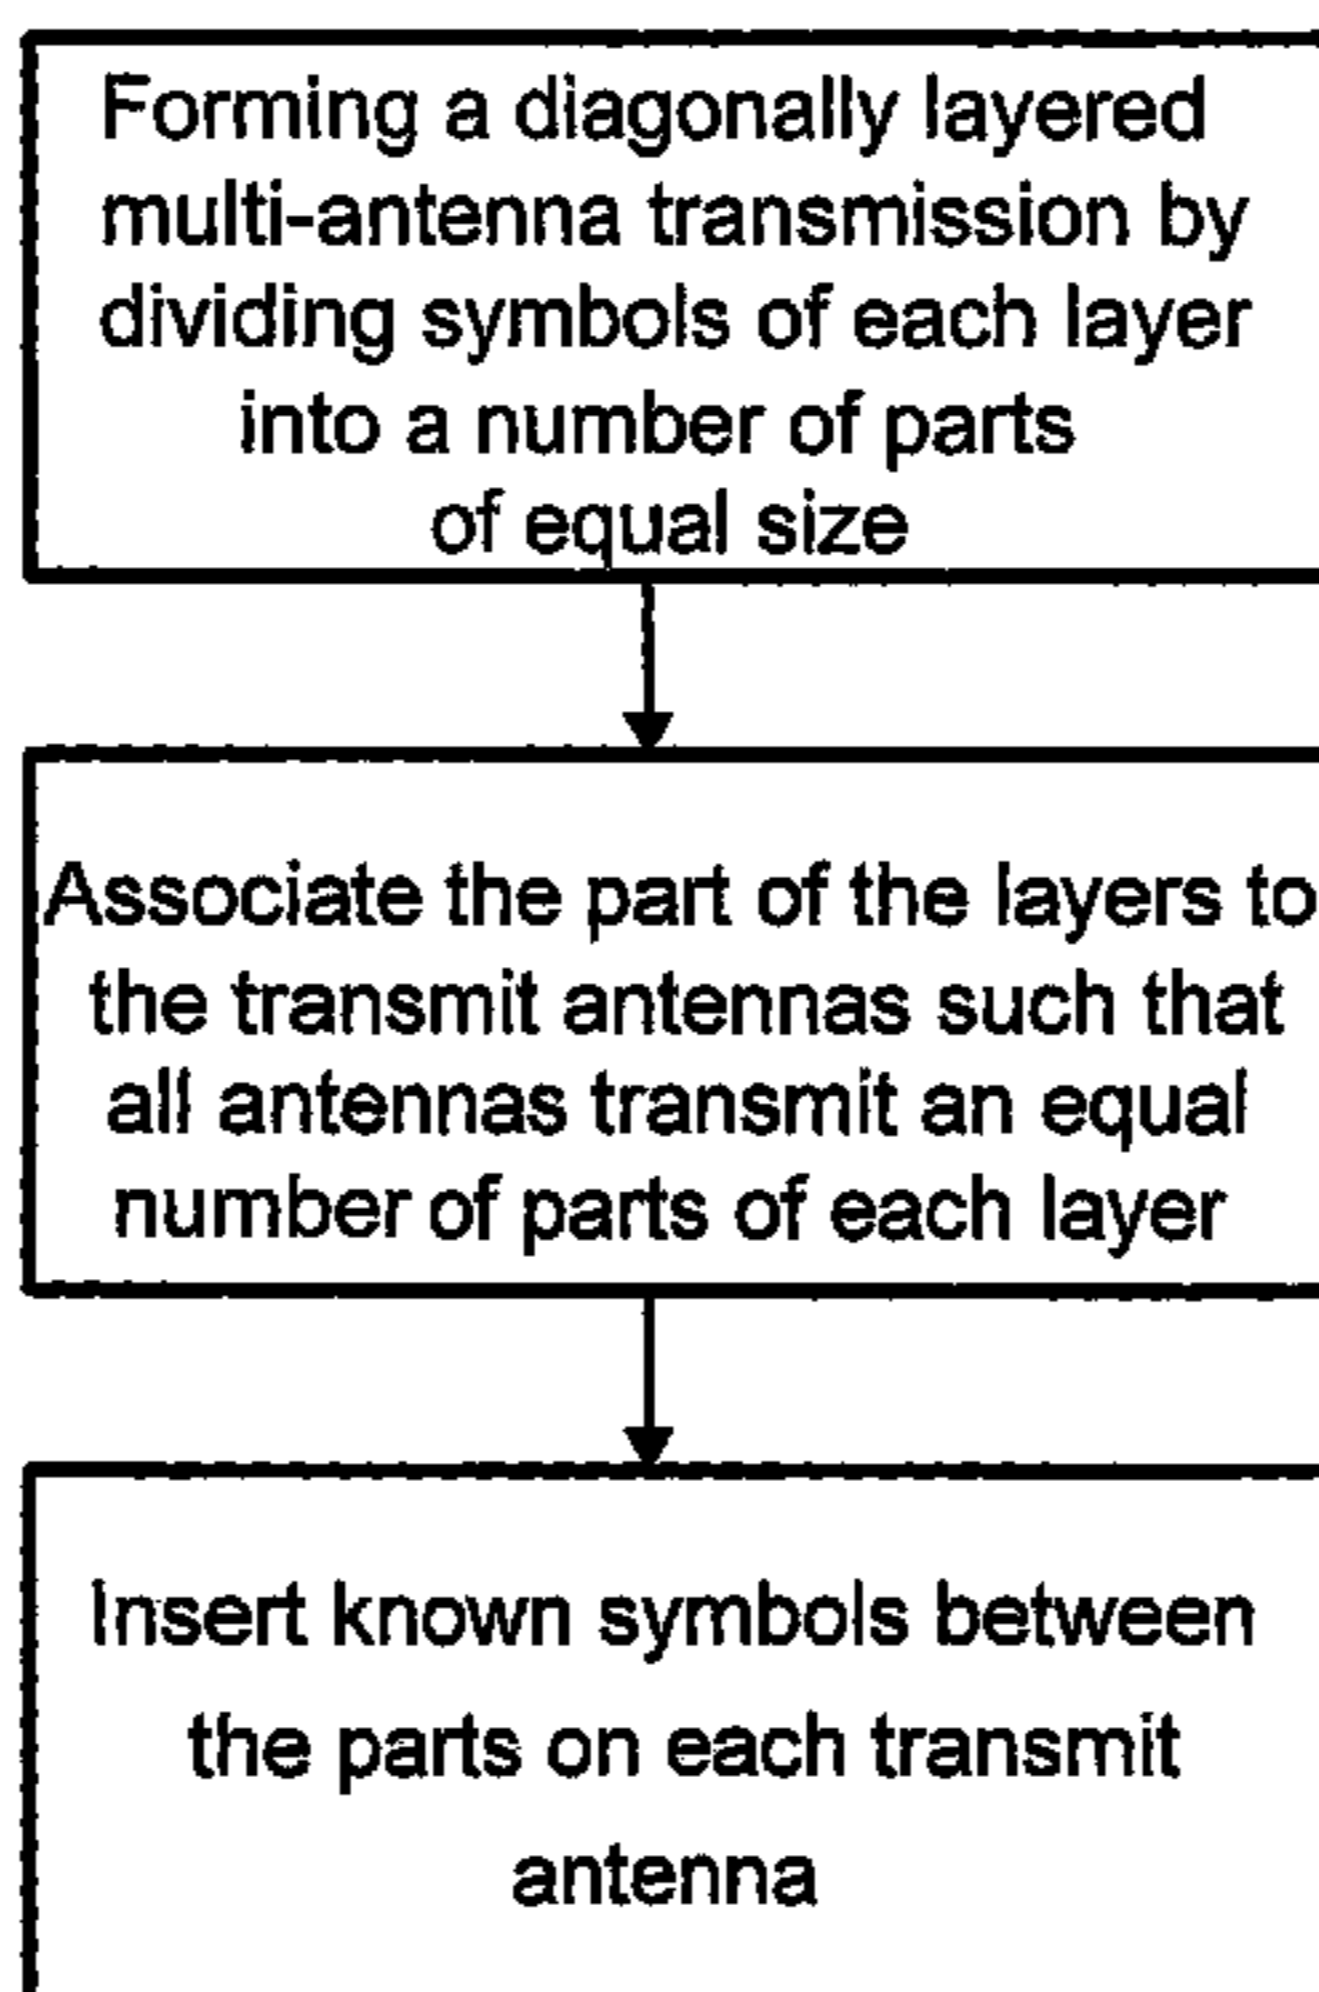 Forming a diagonally layered
multi-antenna transmission by
dividing symbols of each layer
into a number of parts
of equal size
Associate the part of the layers to
the transmit antennas such that
all antennas transmit an equal
number of parts of each layer
Insert known symbols between
the parts on each transmit
antenna